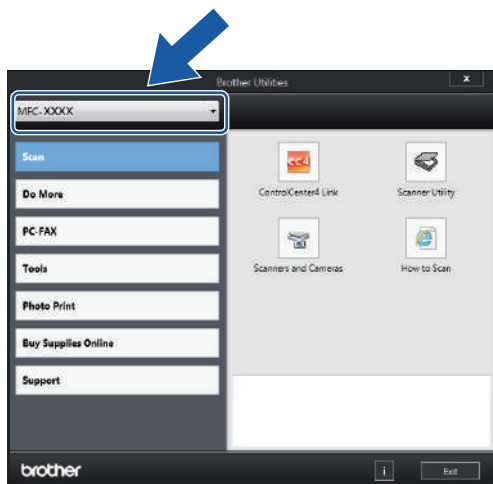 Brother Utilities
x
MFC-XXXX
Scan
Do More
PC-FAX
Tools
Photo Print
Buy Supplies Online
Support
CC4
ControlCenter4 Link
Scanner Utility
Scanners and Cameras
How to Scan
brother
i
Exit